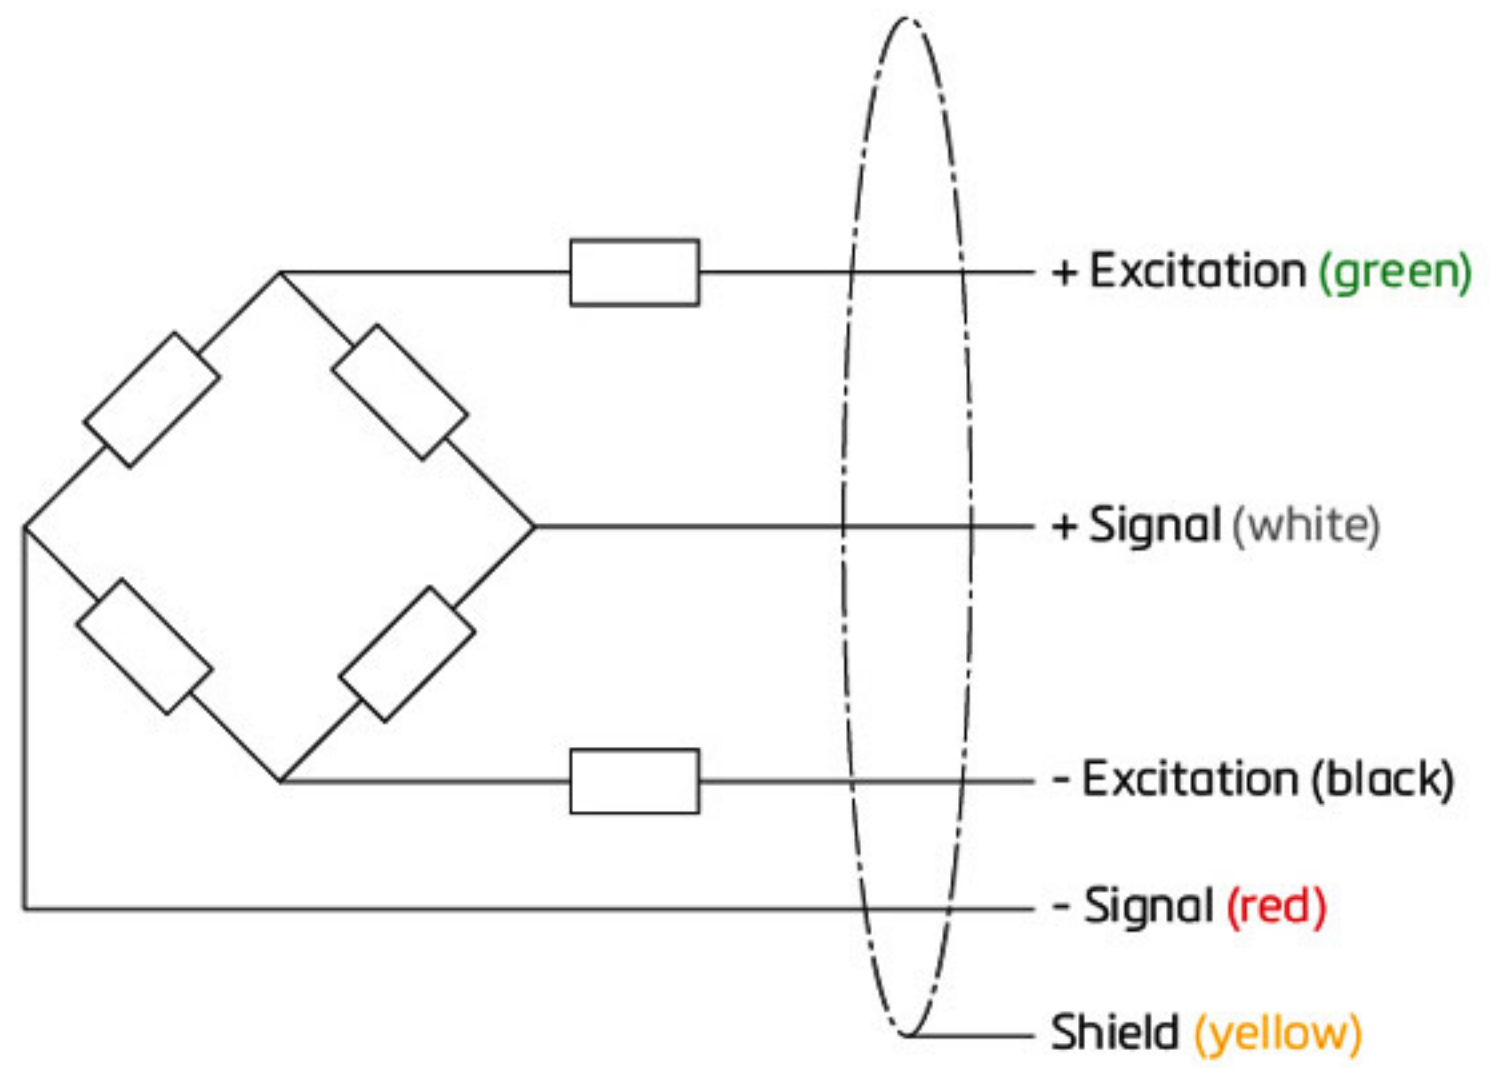 + Excitation (green)
+ Signal (white)
- Excitation (black)
- Signal (red)
Shield (yellow)